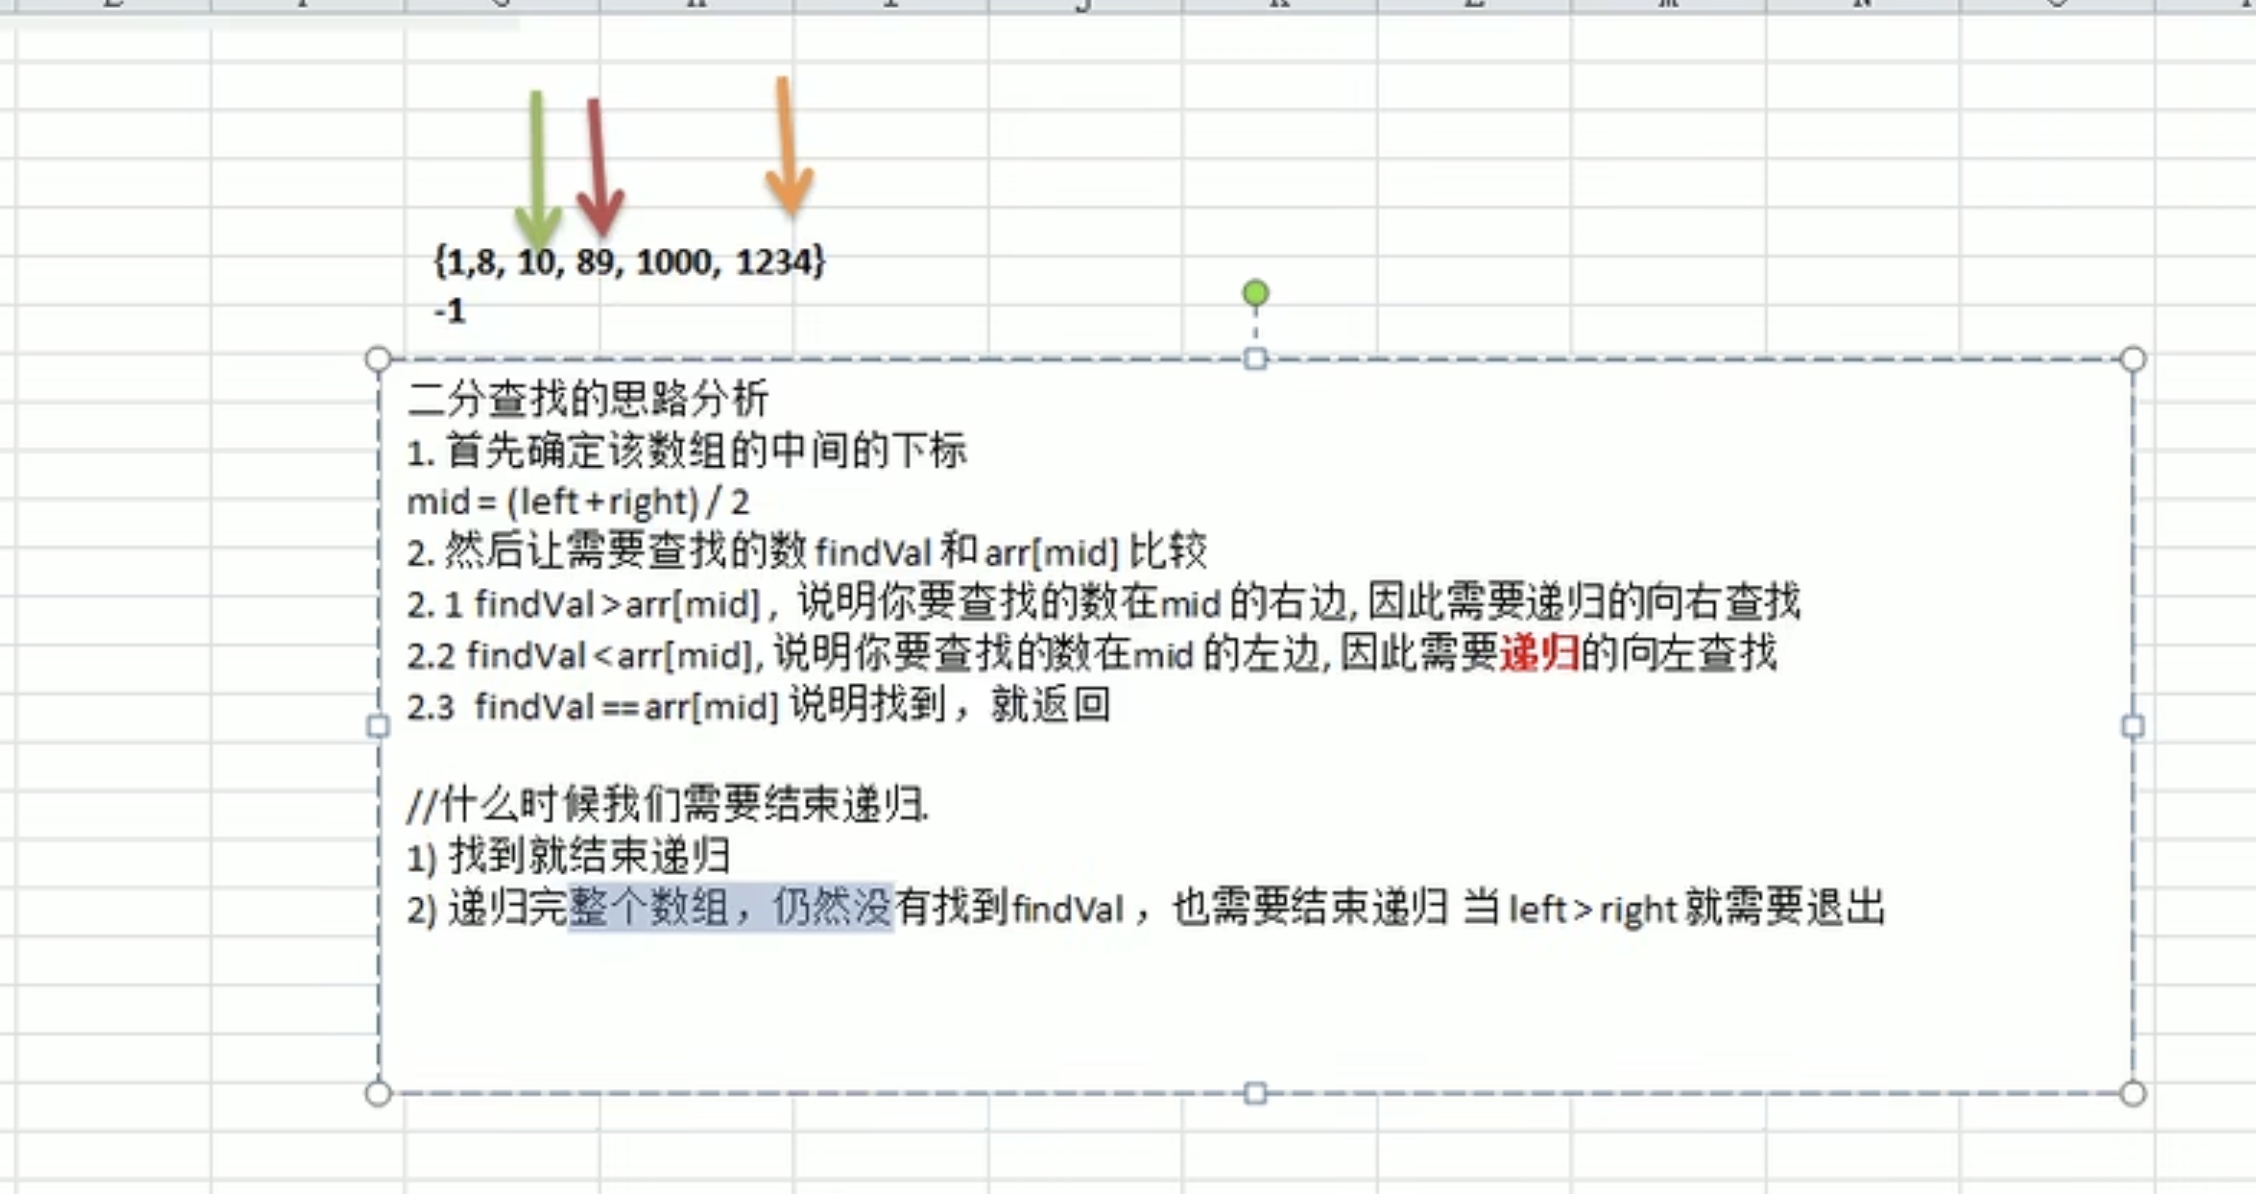 {1,8, 10, 89, 1000, 1234}
-1
二分查找的思路分析
1. 首先确定该数组的中间的下标
mid = (left + right) / 2
2. 然后让需要查找的数 findVal 和 arr[mid] 比较
2. 1 findVal > arr[mid] , 说明你要查找的数在mid 的右边, 因此需要递归的向右查找
2.2 findVal < arr[mid], 说明你要查找的数在mid 的左边, 因此需要递归的向左查找
2.3 findVal == arr[mid] 说明找到，就返回
//什么时候我们需要结束递归.
1) 找到就结束递归
2) 递归完整个数组，仍然没有找到findVal ，也需要结束递归 当 left > right 就需要退出